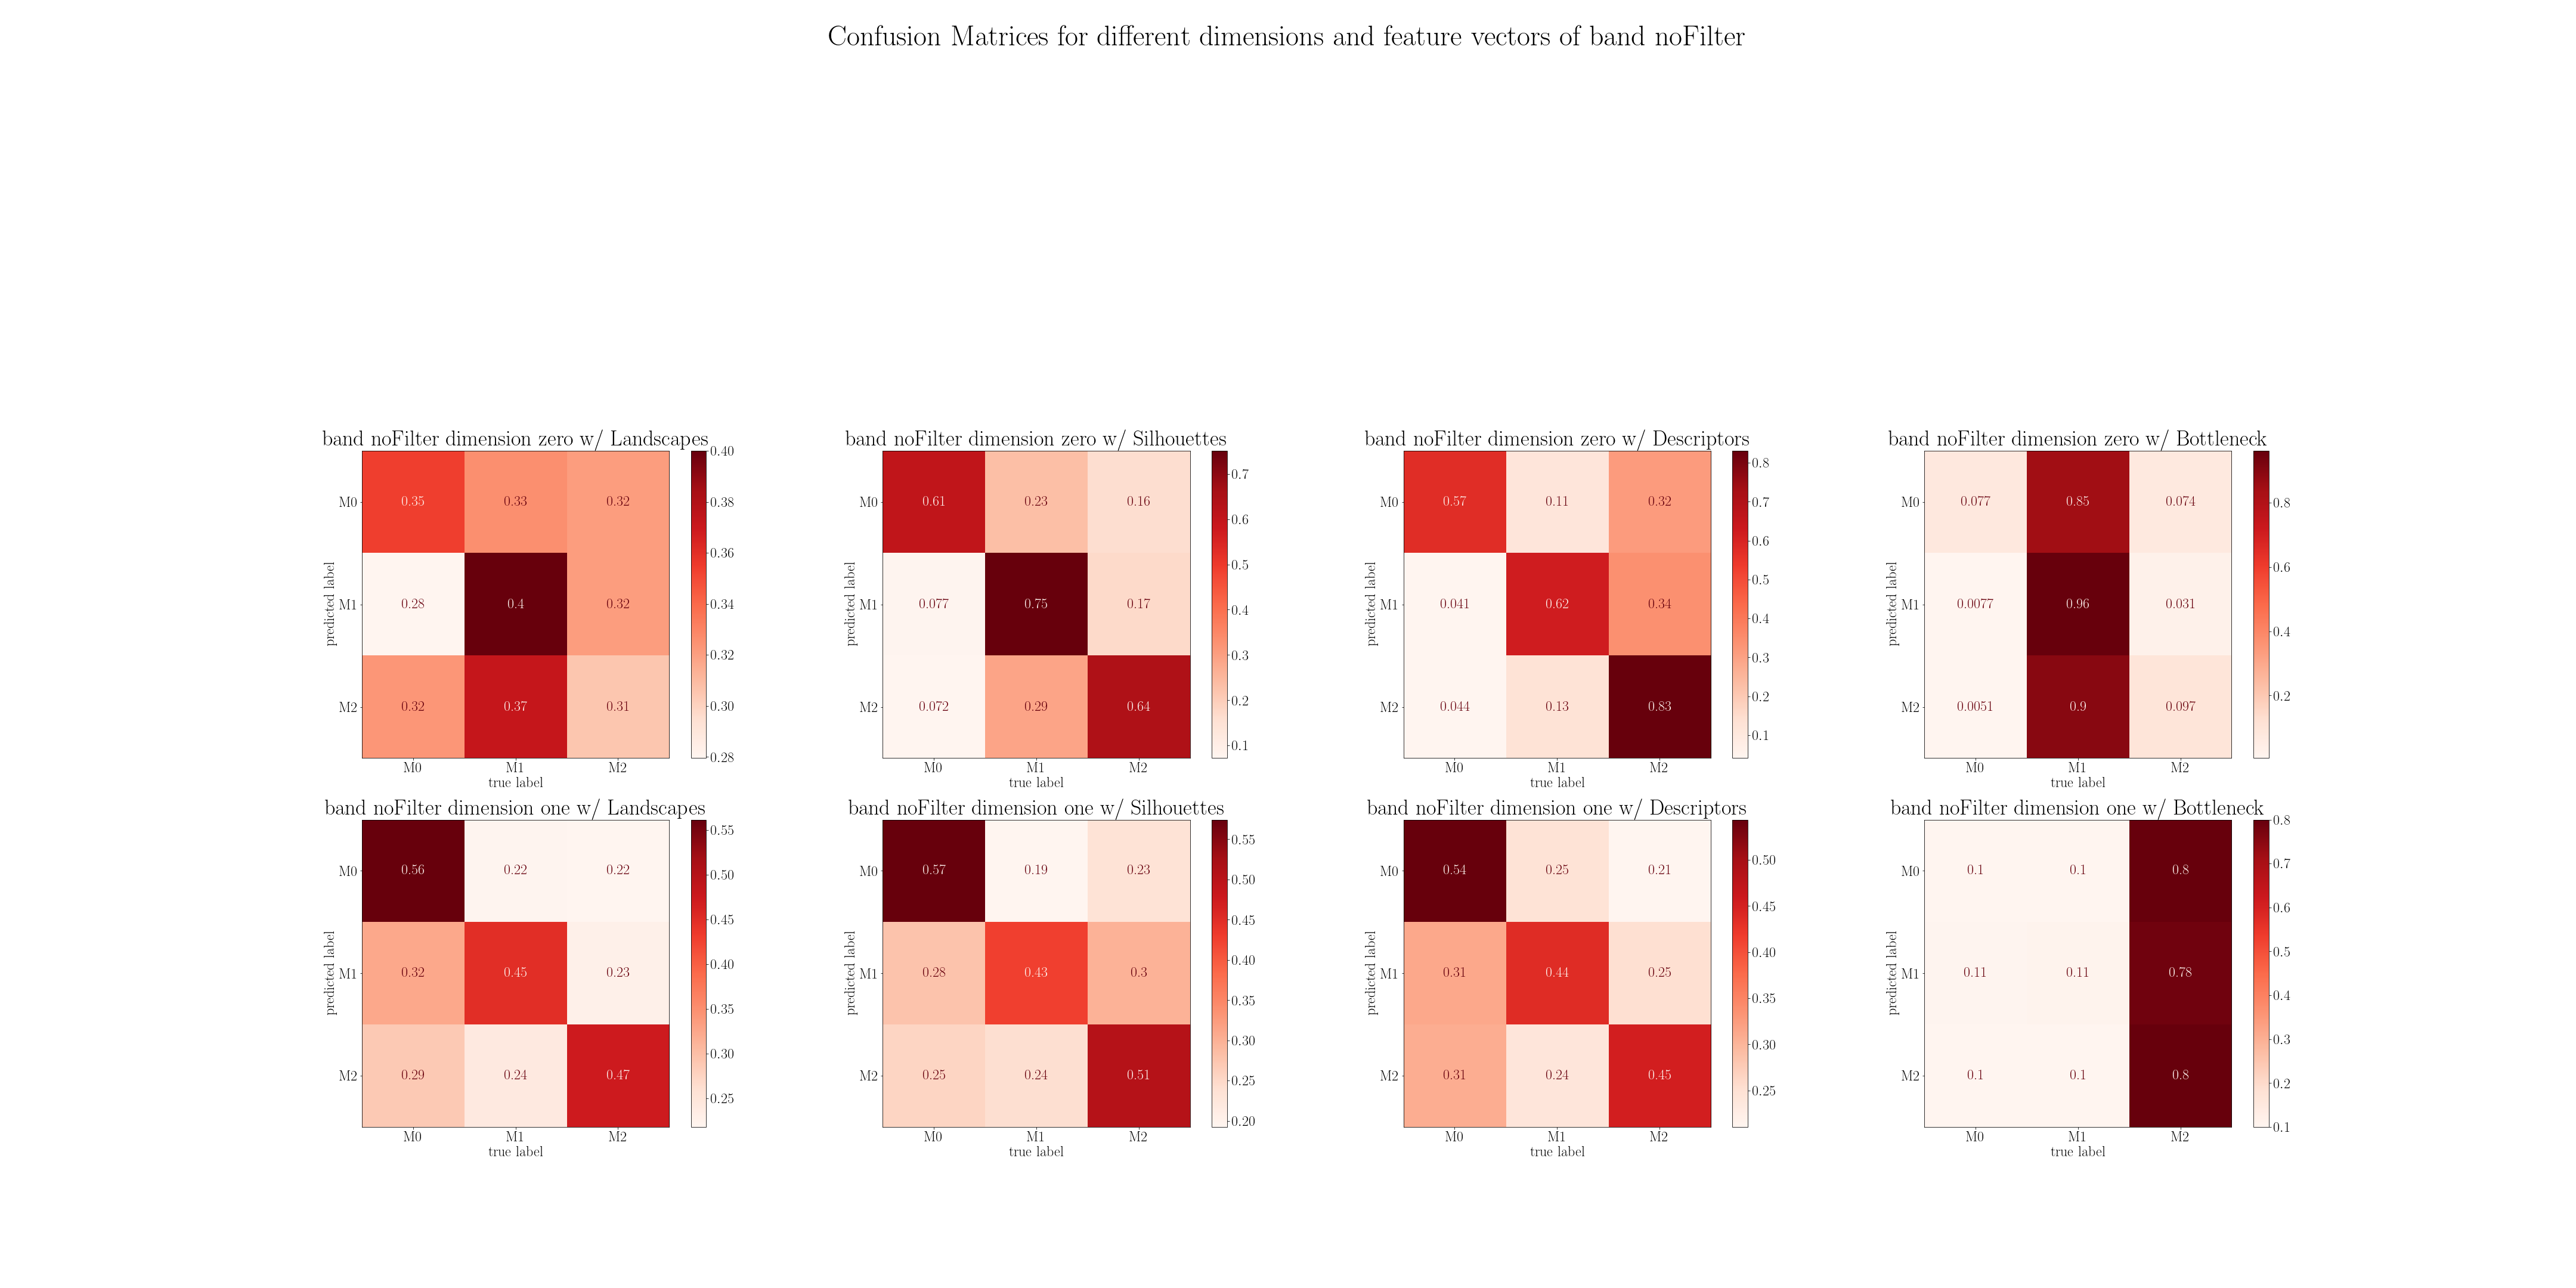 Confusion Matrices for different dimensions and feature vectors of band noFilter
band noFilter dimension zero w/ Landscapes
M0 0.35 0.33 0.32
M1 0.28 0.4 0.32
M2 0.32 0.37 0.31
M0 M1 M2
true label
predicted label
0.40
0.38
0.36
0.34
0.32
0.30
0.28
band noFilter dimension zero w/ Silhouettes
M0 0.61 0.23 0.16
M1 0.077 0.75 0.17
M2 0.072 0.29 0.64
M0 M1 M2
true label
predicted label
0.7
0.6
0.5
0.4
0.3
0.2
0.1
band noFilter dimension zero w/ Descriptors
M0 0.57 0.11 0.32
M1 0.041 0.62 0.34
M2 0.044 0.13 0.83
M0 M1 M2
true label
predicted label
0.8
0.7
0.6
0.5
0.4
0.3
0.2
0.1
band noFilter dimension zero w/ Bottleneck
M0 0.077 0.85 0.074
M1 0.0077 0.96 0.031
M2 0.0051 0.9 0.097
M0 M1 M2
true label
predicted label
0.8
0.6
0.4
0.2
band noFilter dimension one w/ Landscapes
M0 0.56 0.22 0.22
M1 0.32 0.45 0.23
M2 0.29 0.24 0.47
M0 M1 M2
true label
predicted label
0.55
0.50
0.45
0.40
0.35
0.30
0.25
band noFilter dimension one w/ Silhouettes
M0 0.57 0.19 0.23
M1 0.28 0.43 0.3
M2 0.25 0.24 0.51
M0 M1 M2
true label
predicted label
0.55
0.50
0.45
0.40
0.35
0.30
0.25
0.20
band noFilter dimension one w/ Descriptors
M0 0.54 0.25 0.21
M1 0.31 0.44 0.25
M2 0.31 0.24 0.45
M0 M1 M2
true label
predicted label
0.50
0.45
0.40
0.35
0.30
0.25
band noFilter dimension one w/ Bottleneck
M0 0.1 0.1 0.8
M1 0.11 0.11 0.78
M2 0.1 0.1 0.8
M0 M1 M2
true label
predicted label
0.8
0.7
0.6
0.5
0.4
0.3
0.2
0.1